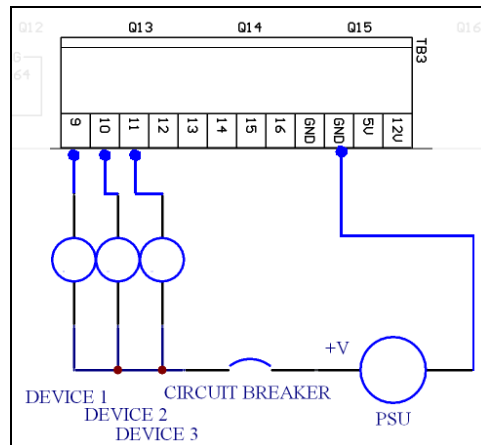 Q12 Q13 Q14 Q15 Q16
TB3
9 10 11 12 13 14 15 16 GND GND 5V 12V
64
+V
DEVICE 1 CIRCUIT BREAKER PSU
DEVICE 2
DEVICE 3